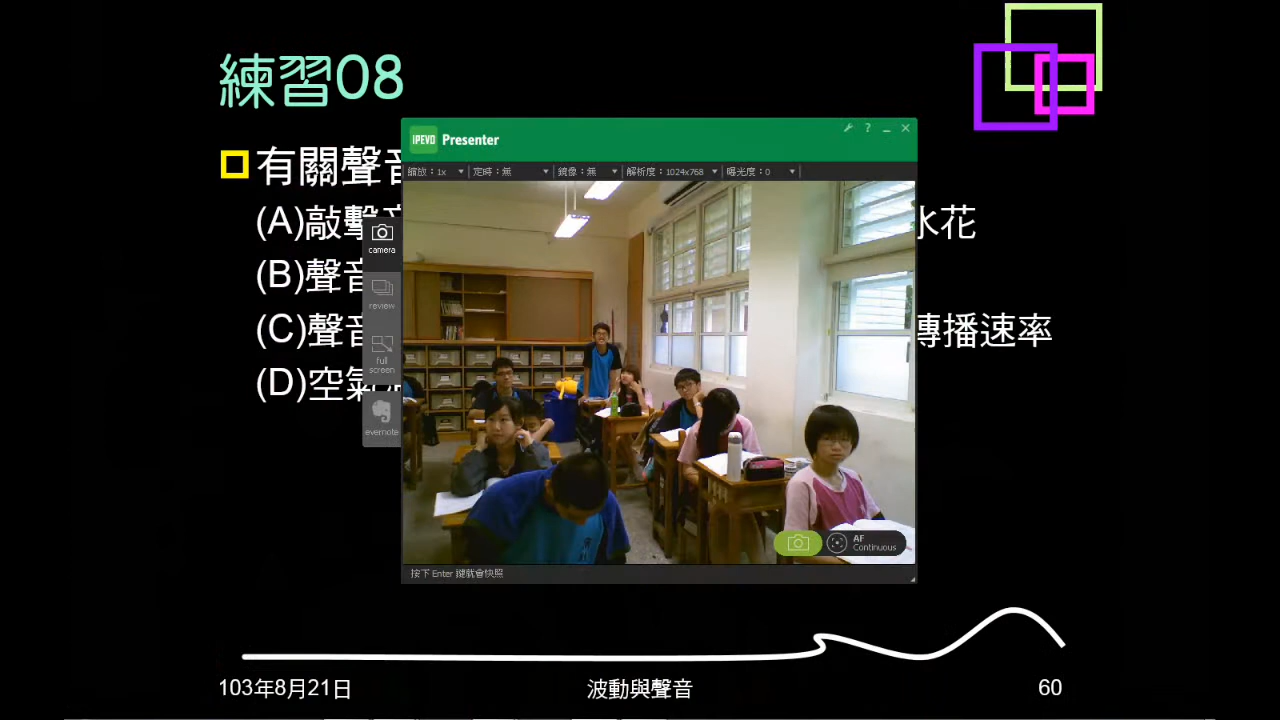 練習08
有關聲音
(A)敲擊音 水花
(B)聲音
(C)聲音 傳播速率
(D)空氣
IPEVO Presenter
縮放：1x 定時：無 鏡像：無 解析度：1024x768 曝光度：0
camera
review
full
screen
evernote
AF
Continuous
按下 Enter 鍵就會快照
103年8月21日 波動與聲音 60